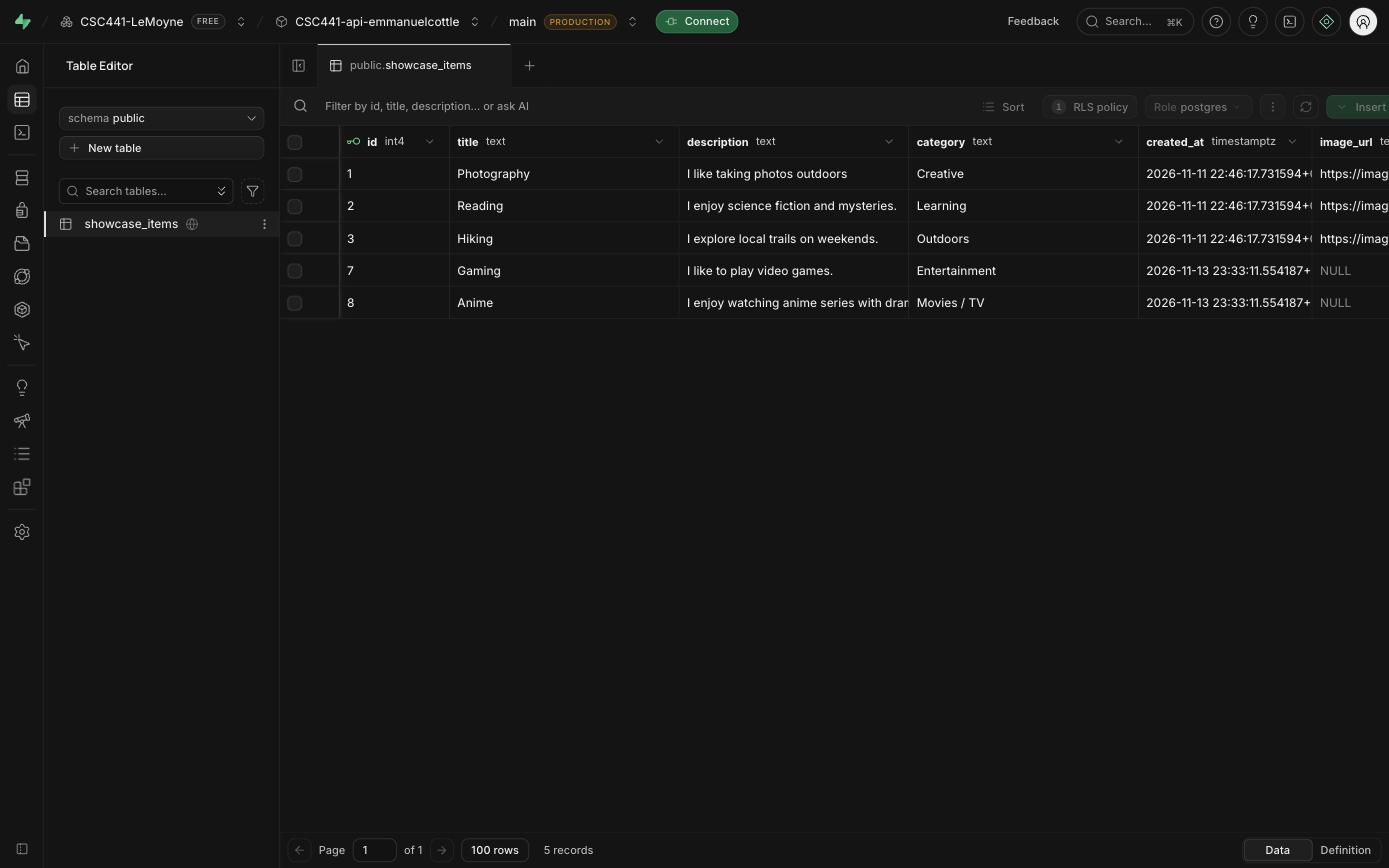 CSC441-LeMoyne FREE CSC441-api-emmanuelcottle main PRODUCTION Connect Feedback Search... ⌘K
Table Editor
public.showcase_items
schema public
New table
Search tables...
showcase_items
Filter by id, title, description... or ask AI Sort 1 RLS policy Role postgres Insert
id int4 title text description text category text created_at timestamptz image_url te
1 Photography I like taking photos outdoors Creative 2026-11-11 22:46:17.731594+ https://imag
2 Reading I enjoy science fiction and mysteries. Learning 2026-11-11 22:46:17.731594+ https://imag
3 Hiking I explore local trails on weekends. Outdoors 2026-11-11 22:46:17.731594+ https://imag
7 Gaming I like to play video games. Entertainment 2026-11-13 23:33:11.554187+ NULL
8 Anime I enjoy watching anime series with dram Movies / TV 2026-11-13 23:33:11.554187+ NULL
Page 1 of 1 100 rows 5 records Data Definition